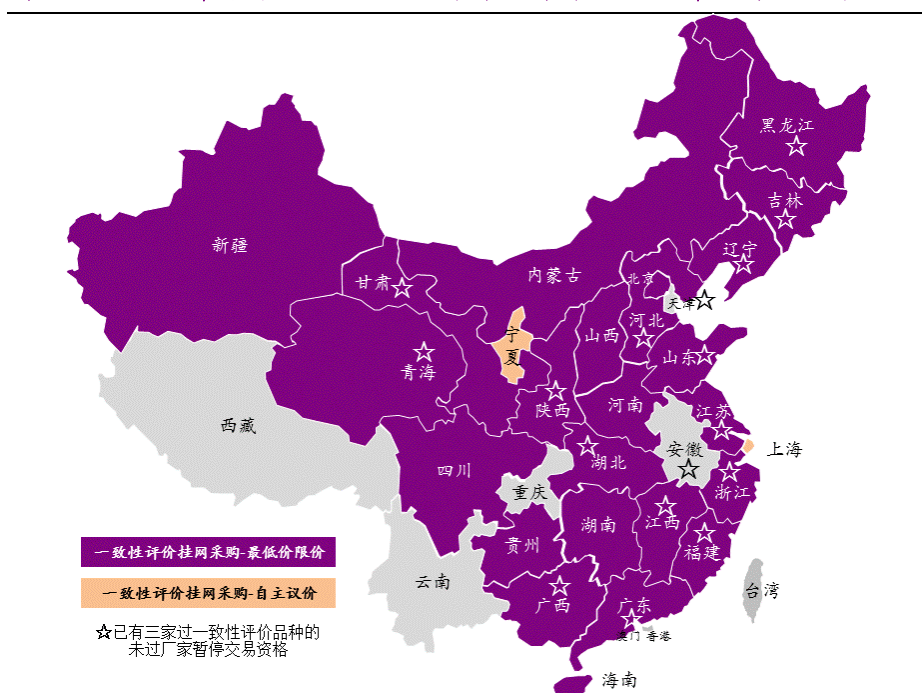 黑龙江
吉林
辽宁
新疆
内蒙古
甘肃
北京
天津
河北
山西
宁夏
山东
青海
陕西
河南
江苏
西藏
安徽
上海
四川
湖北
重庆
浙江
湖南
江西
贵州
福建
一致性评价挂网采购-最低价限价
云南
台湾
一致性评价挂网采购-自主议价
广西
广东
澳门 香港
☆已有三家过一致性评价品种的
未过厂家暂停交易资格
海南